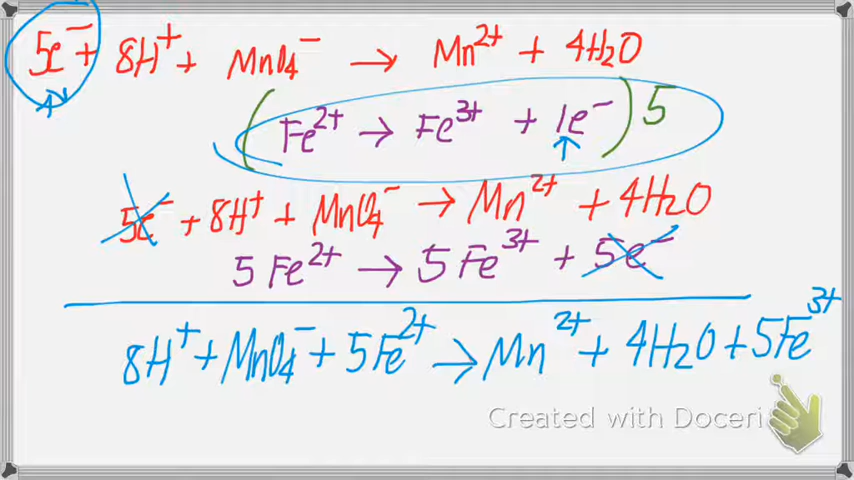 5e⁻ + 8H⁺ + MnO₄⁻ → Mn²⁺ + 4H₂O
(Fe²⁺ → Fe³⁺ + 1e⁻)5
5e⁻ + 8H⁺ + MnO₄⁻ → Mn²⁺ + 4H₂O
5Fe²⁺ → 5Fe³⁺ + 5e⁻
8H⁺ + MnO₄⁻ + 5Fe²⁺ → Mn²⁺ + 4H₂O + 5Fe³⁺
Created with Doceri